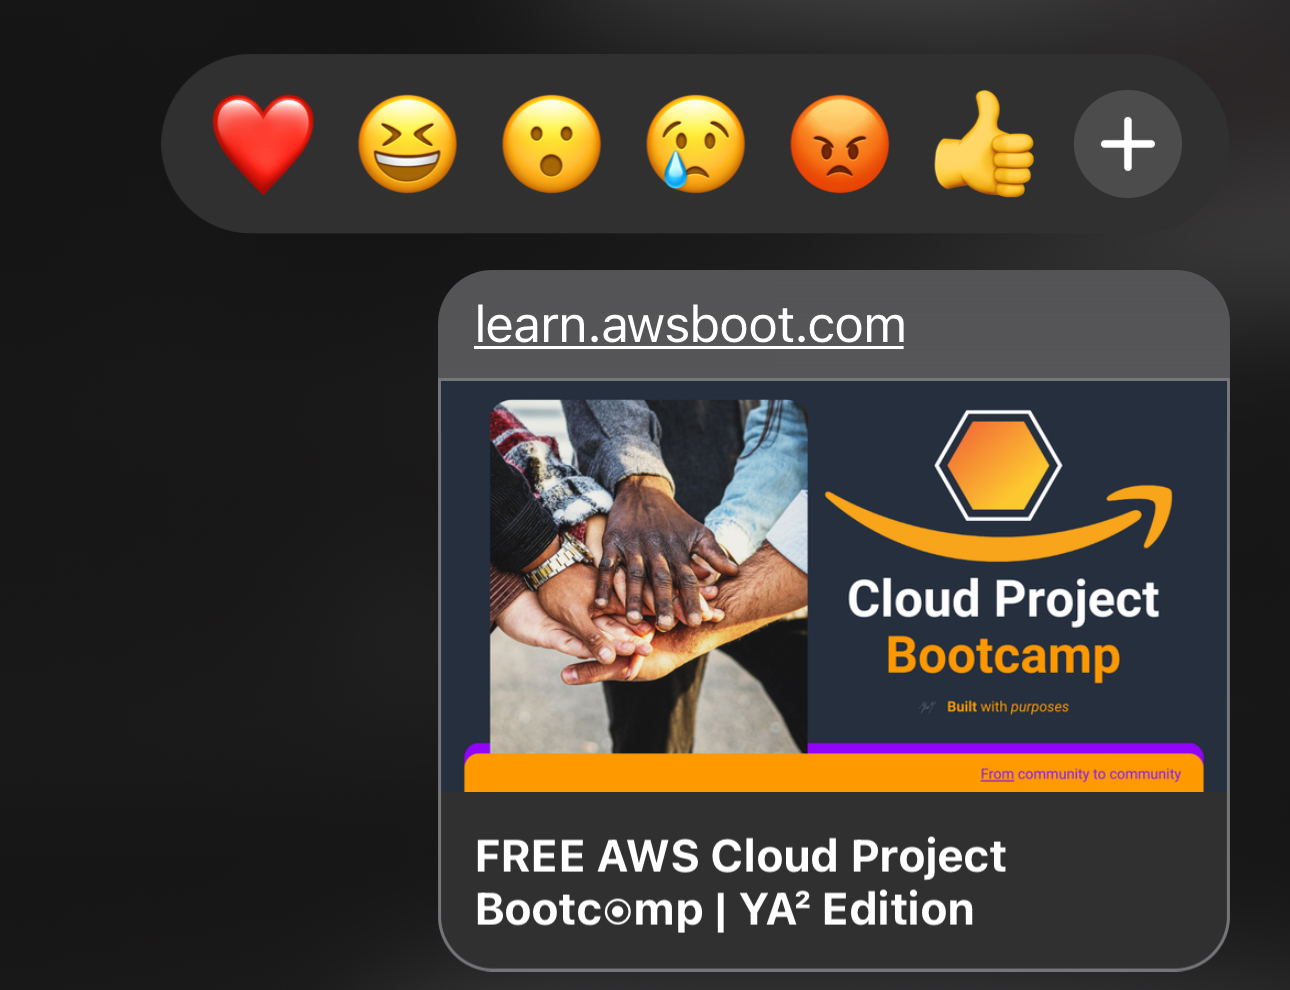 learn.awsboot.com
Cloud Project
Bootcamp
Built with purposes
From community to community
FREE AWS Cloud Project
Bootc⦿mp | YA² Edition